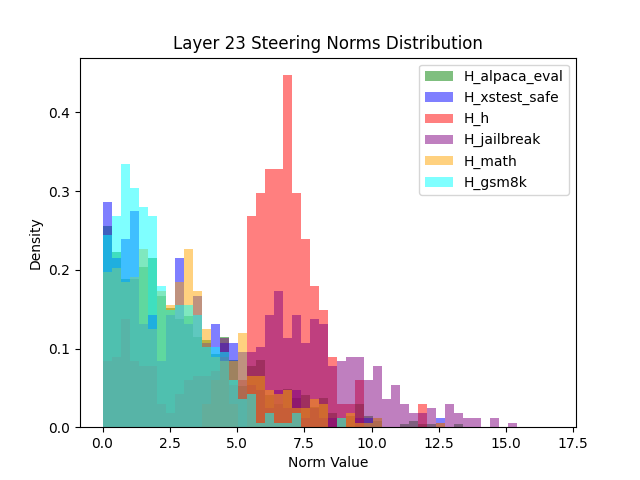 Layer 23 Steering Norms Distribution
H_alpaca_eval
H_xstest_safe
H_h
H_jailbreak
H_math
H_gsm8k
Density
0.4
0.3
0.2
0.1
0.0
0.0 2.5 5.0 7.5 10.0 12.5 15.0 17.5
Norm Value